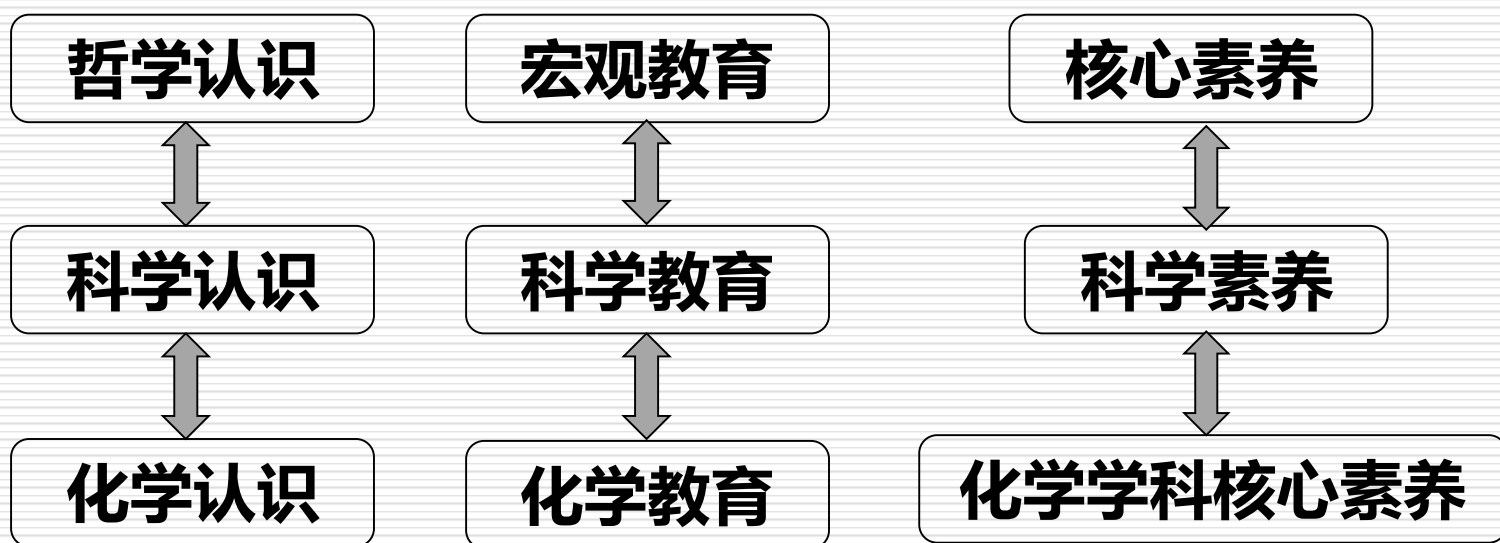 哲学认识 宏观教育 核心素养
科学认识 科学教育 科学素养
化学认识 化学教育 化学学科核心素养